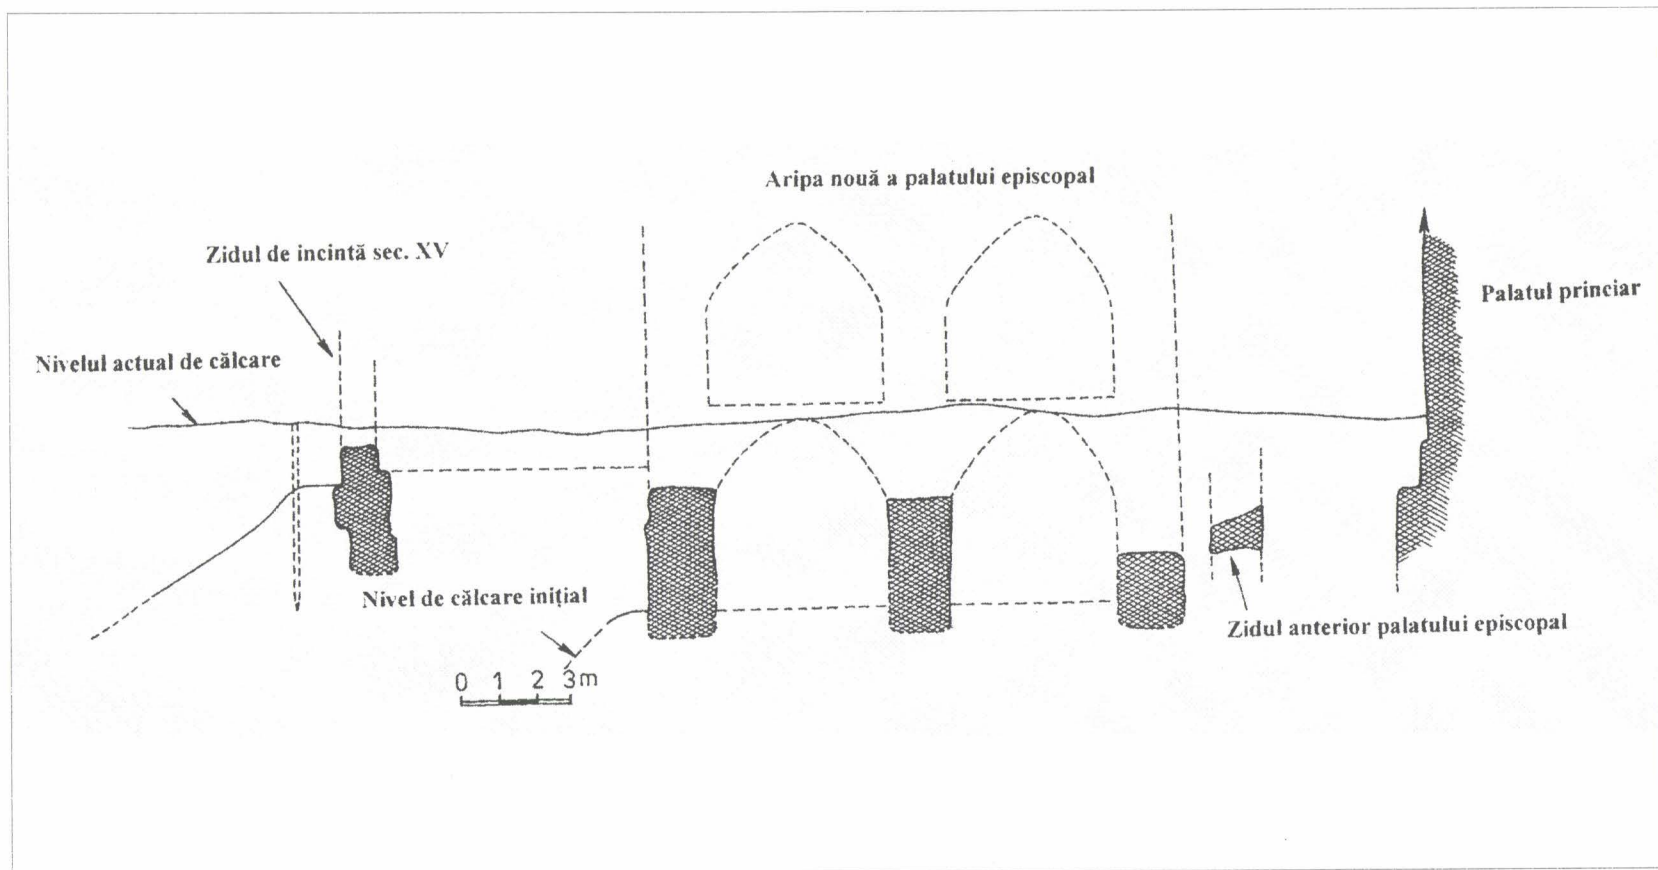 Aripa nouă a palatului episcopal
Zidul de incintă sec. XV
Palatul princiar
Nivelul actual de călcare
Nivel de călcare inițial
Zidul anterior palatului episcopal
0 1 2 3m